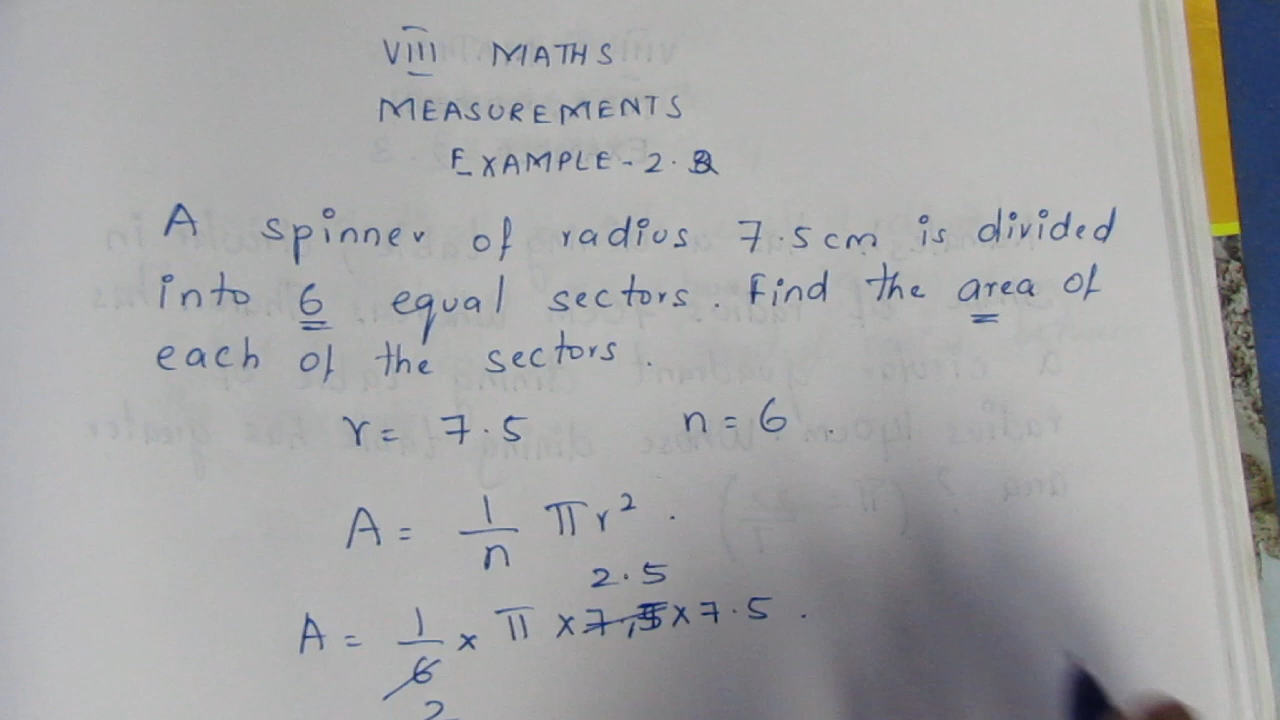 VIII MATHS
MEASUREMENTS
EXAMPLE - 2.2
A spinner of radius 7.5cm is divided
into 6 equal sectors. Find the area of
each of the sectors.
r = 7.5 n = 6.
A = 1/n πr².
2.5
A = 1/6 × π × 7.5 × 7.5.
2